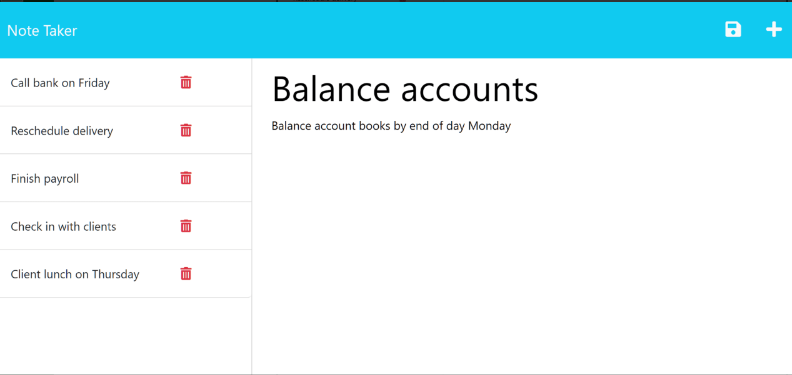 Note Taker
Call bank on Friday
Reschedule delivery
Finish payroll
Check in with clients
Client lunch on Thursday
Balance accounts
Balance account books by end of day Monday